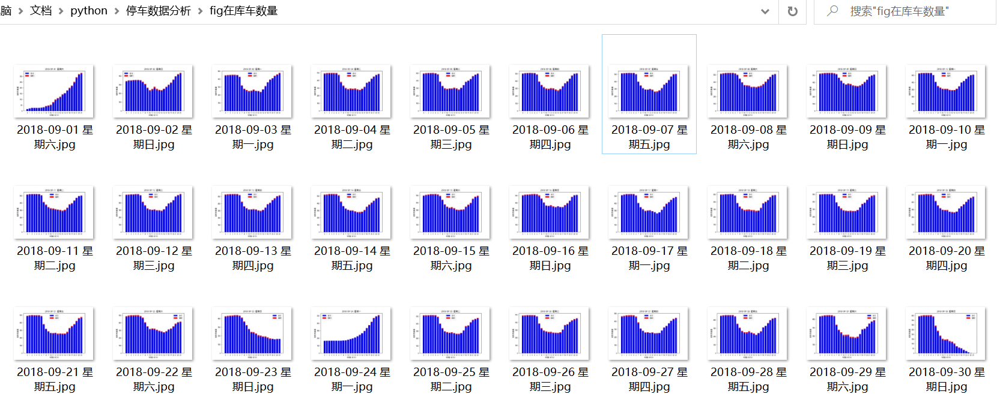 脑 > 文档 > python > 停车数据分析 > fig在库车数量
搜索"fig在库车数量"
2018-09-01 星
期六.jpg
2018-09-02 星
期日.jpg
2018-09-03 星
期一.jpg
2018-09-04 星
期二.jpg
2018-09-05 星
期三.jpg
2018-09-06 星
期四.jpg
2018-09-07 星
期五.jpg
2018-09-08 星
期六.jpg
2018-09-09 星
期日.jpg
2018-09-10 星
期一.jpg
2018-09-11 星
期二.jpg
2018-09-12 星
期三.jpg
2018-09-13 星
期四.jpg
2018-09-14 星
期五.jpg
2018-09-15 星
期六.jpg
2018-09-16 星
期日.jpg
2018-09-17 星
期一.jpg
2018-09-18 星
期二.jpg
2018-09-19 星
期三.jpg
2018-09-20 星
期四.jpg
2018-09-21 星
期五.jpg
2018-09-22 星
期六.jpg
2018-09-23 星
期日.jpg
2018-09-24 星
期一.jpg
2018-09-25 星
期二.jpg
2018-09-26 星
期三.jpg
2018-09-27 星
期四.jpg
2018-09-28 星
期五.jpg
2018-09-29 星
期六.jpg
2018-09-30 星
期日.jpg